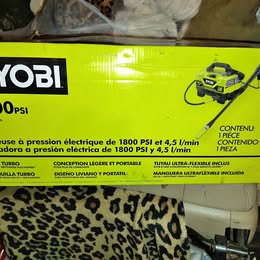 YOBI
00PSI
CONTENU:
1 PIÈCE
CONTENIDO:
1 PIEZA
euse à pression électrique de 1800 PSI et 4,5 l/min
adora a presión eléctrica de 1800 PSI y 4,5 l/min
TURBO
CONCEPTION LÉGÈRE ET PORTABLE
TUYAU ULTRA-FLEXIBLE INCLUS
UILLA TURBO
DISEÑO LIVIANO Y PORTÁTIL
MANGUERA ULTRAFLEXIBLE INCLUIDA